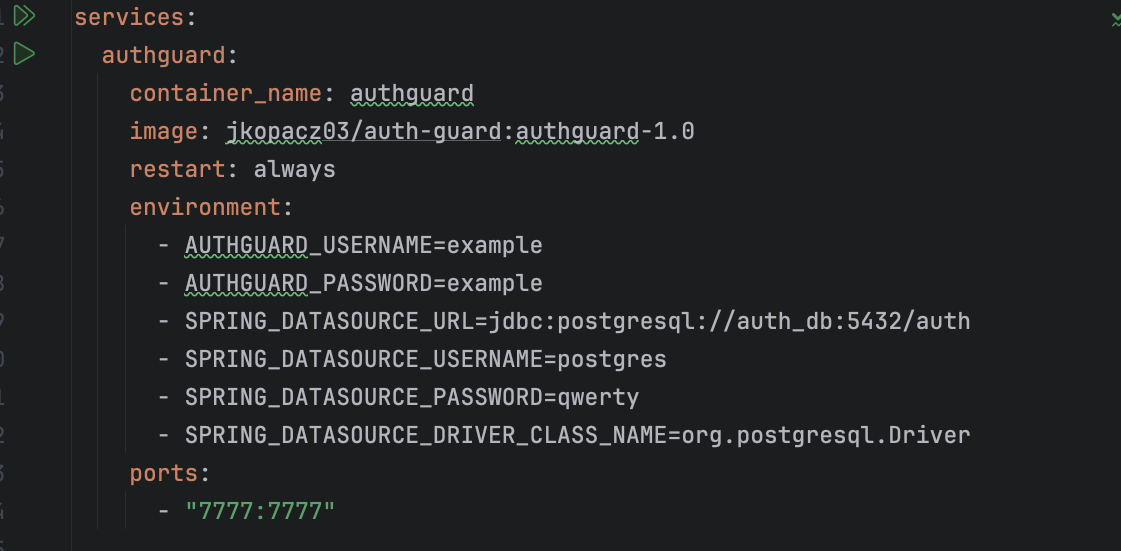 services:
authguard:
container_name: authguard
image: jkopacz03/auth-guard:authguard-1.0
restart: always
environment:
- AUTHGUARD_USERNAME=example
- AUTHGUARD_PASSWORD=example
- SPRING_DATASOURCE_URL=jdbc:postgresql://auth_db:5432/auth
- SPRING_DATASOURCE_USERNAME=postgres
- SPRING_DATASOURCE_PASSWORD=qwerty
- SPRING_DATASOURCE_DRIVER_CLASS_NAME=org.postgresql.Driver
ports:
- "7777:7777"